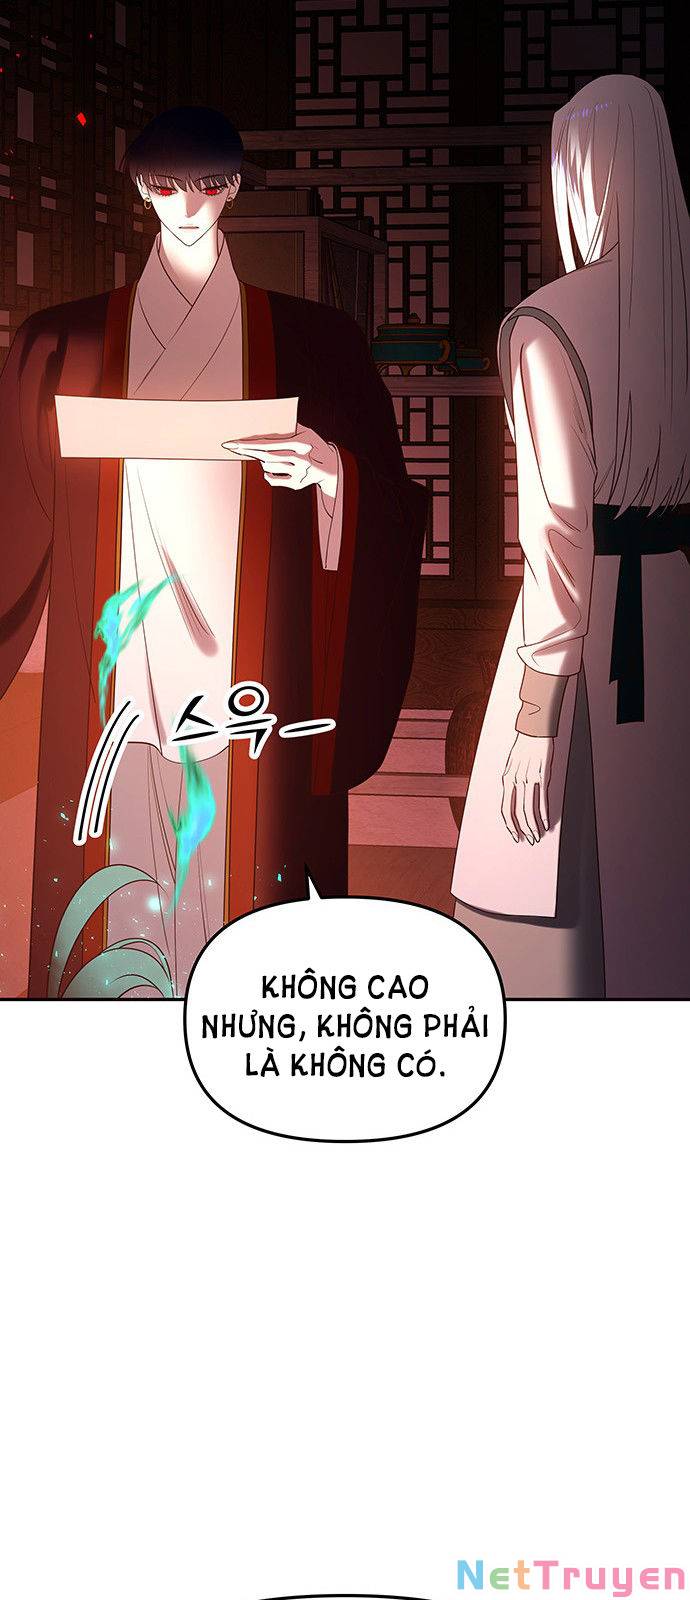 스윽
KHÔNG CAO
NHƯNG, KHÔNG PHẢI
LÀ KHÔNG CÓ.
NetTruyen